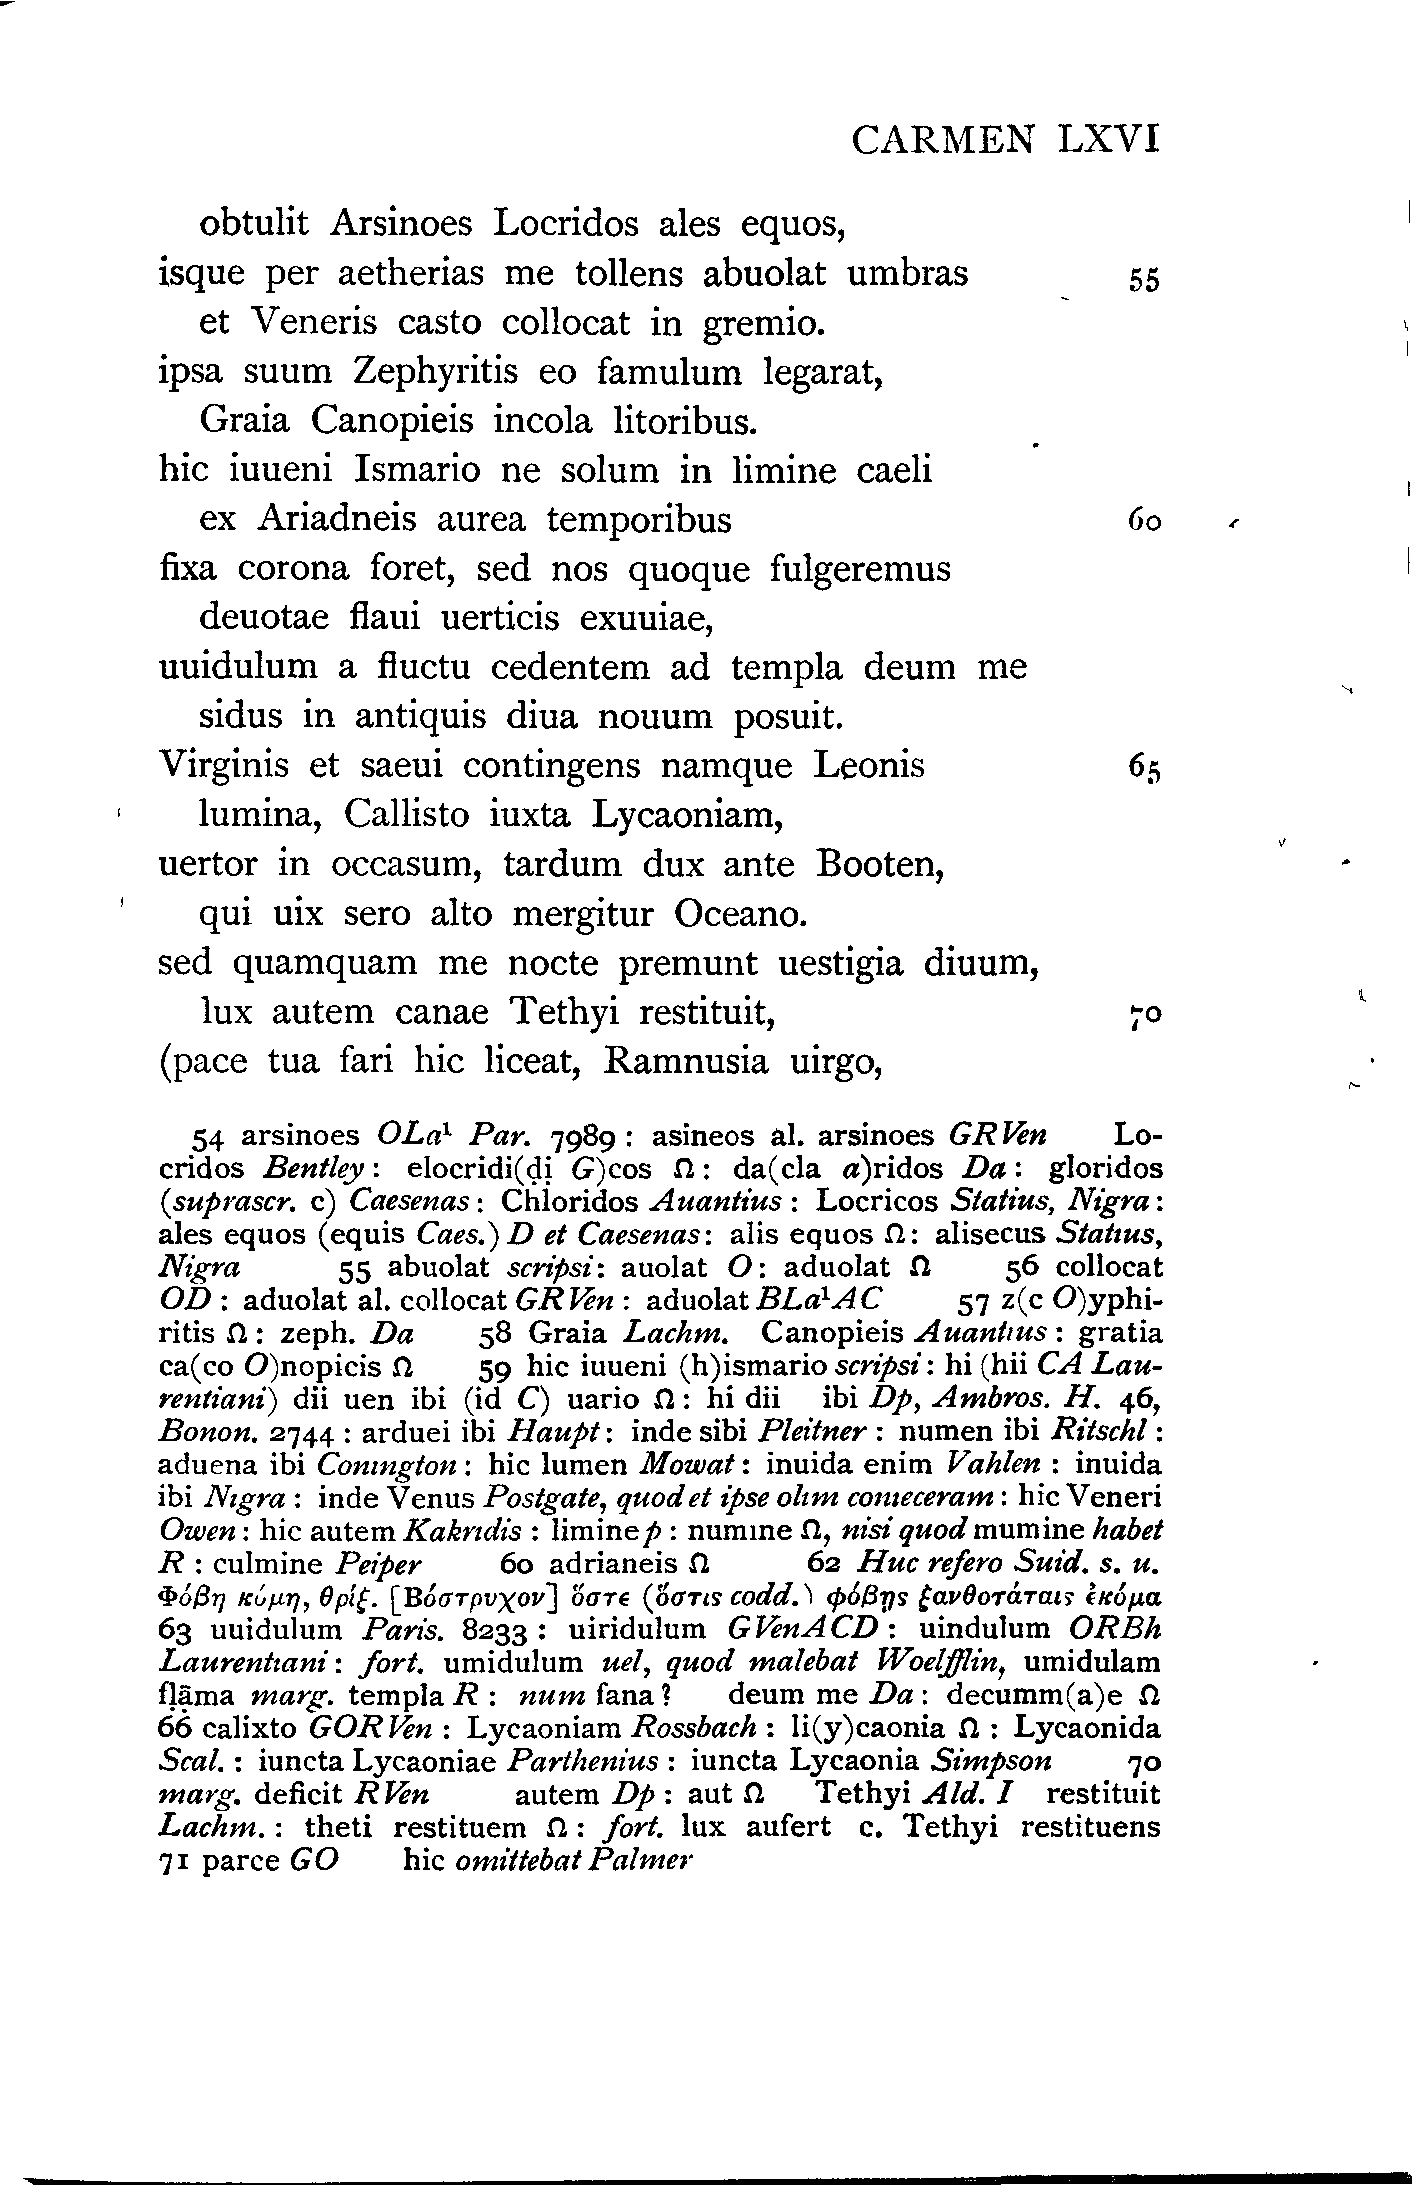 CARMEN LXVI
obtulit Arsinoes Locridos ales equos,
isque per aetherias me tollens abuolat umbras 55
et Veneris casto collocat in gremio.
ipsa suum Zephyritis eo famulum legarat,
Graia Canopieis incola litoribus.
hic iuueni Ismario ne solum in limine caeli
ex Ariadneis aurea temporibus 60
fixa corona foret, sed nos quoque fulgeremus
deuotae flaui uerticis exuuiae,
uuidulum a fluctu cedentem ad templa deum me
sidus in antiquis diua nouum posuit.
Virginis et saeui contingens namque Leonis 65
lumina, Callisto iuxta Lycaoniam,
uertor in occasum, tardum dux ante Booten,
qui uix sero alto mergitur Oceano.
sed quamquam me nocte premunt uestigia diuum,
lux autem canae Tethyi restituit, 70
(pace tua fari hic liceat, Ramnusia uirgo,
54 arsinoes OLa¹ Par. 7989 : asineos al. arsinoes GRVen Lo-
cridos Bentley : elocridi(ḍị G)cos Ω : da(cla a)ridos Da : gloridos
(suprascr. c) Caesenas : Chloridos Auantius : Locricos Statius, Nigra :
ales equos (equis Caes.) D et Caesenas : alis equos Ω : alisecus Statius,
Nigra 55 abuolat scripsi : auolat O : aduolat Ω 56 collocat
OD : aduolat al. collocat GRVen : aduolat BLa¹AC 57 z(c O)yphi-
ritis Ω : zeph. Da 58 Graia Lachm. Canopieis Auantius : gratia
ca(co O)nopicis Ω 59 hic iuueni (h)ismario scripsi : hi (hii CA Lau-
rentiani) dii uen ibi (id C) uario Ω : hi dii ibi Dp, Ambros. H. 46,
Bonon. 2744 : arduei ibi Haupt : inde sibi Pleitner : numen ibi Ritschl :
aduena ibi Conington : hic lumen Mowat : inuida enim Vahlen : inuida
ibi Nigra : inde Venus Postgate, quod et ipse olim conieceram : hic Veneri
Owen : hic autem Kakridis : limine p : numine Ω, nisi quod mumine habet
R : culmine Peiper 60 adrianeis Ω 62 Huc refero Suid. s. u.
Φόβη κόμη, θρίξ. [Βόστρυχον] ὅστε (ὅστις codd.) φόβης ξανθοτάταις ἐκόμα
63 uuidulum Paris. 8233 : uiridulum GVenACD : uindulum ORBh
Laurentiani : fort. umidulum uel, quod malebat Woelfflin, umidulam
fḷạ̄ma marg. templa R : num fana ? deum me Da : decumm(a)e Ω
66 calixto GORVen : Lycaoniam Rossbach : li(y)caonia Ω : Lycaonida
Scal. : iuncta Lycaoniae Parthenius : iuncta Lycaonia Simpson 70
marg. deficit RVen autem Dp : aut Ω Tethyi Ald. I restituit
Lachm. : theti restituem Ω : fort. lux aufert c. Tethyi restituens
71 parce GO hic omittebat Palmer